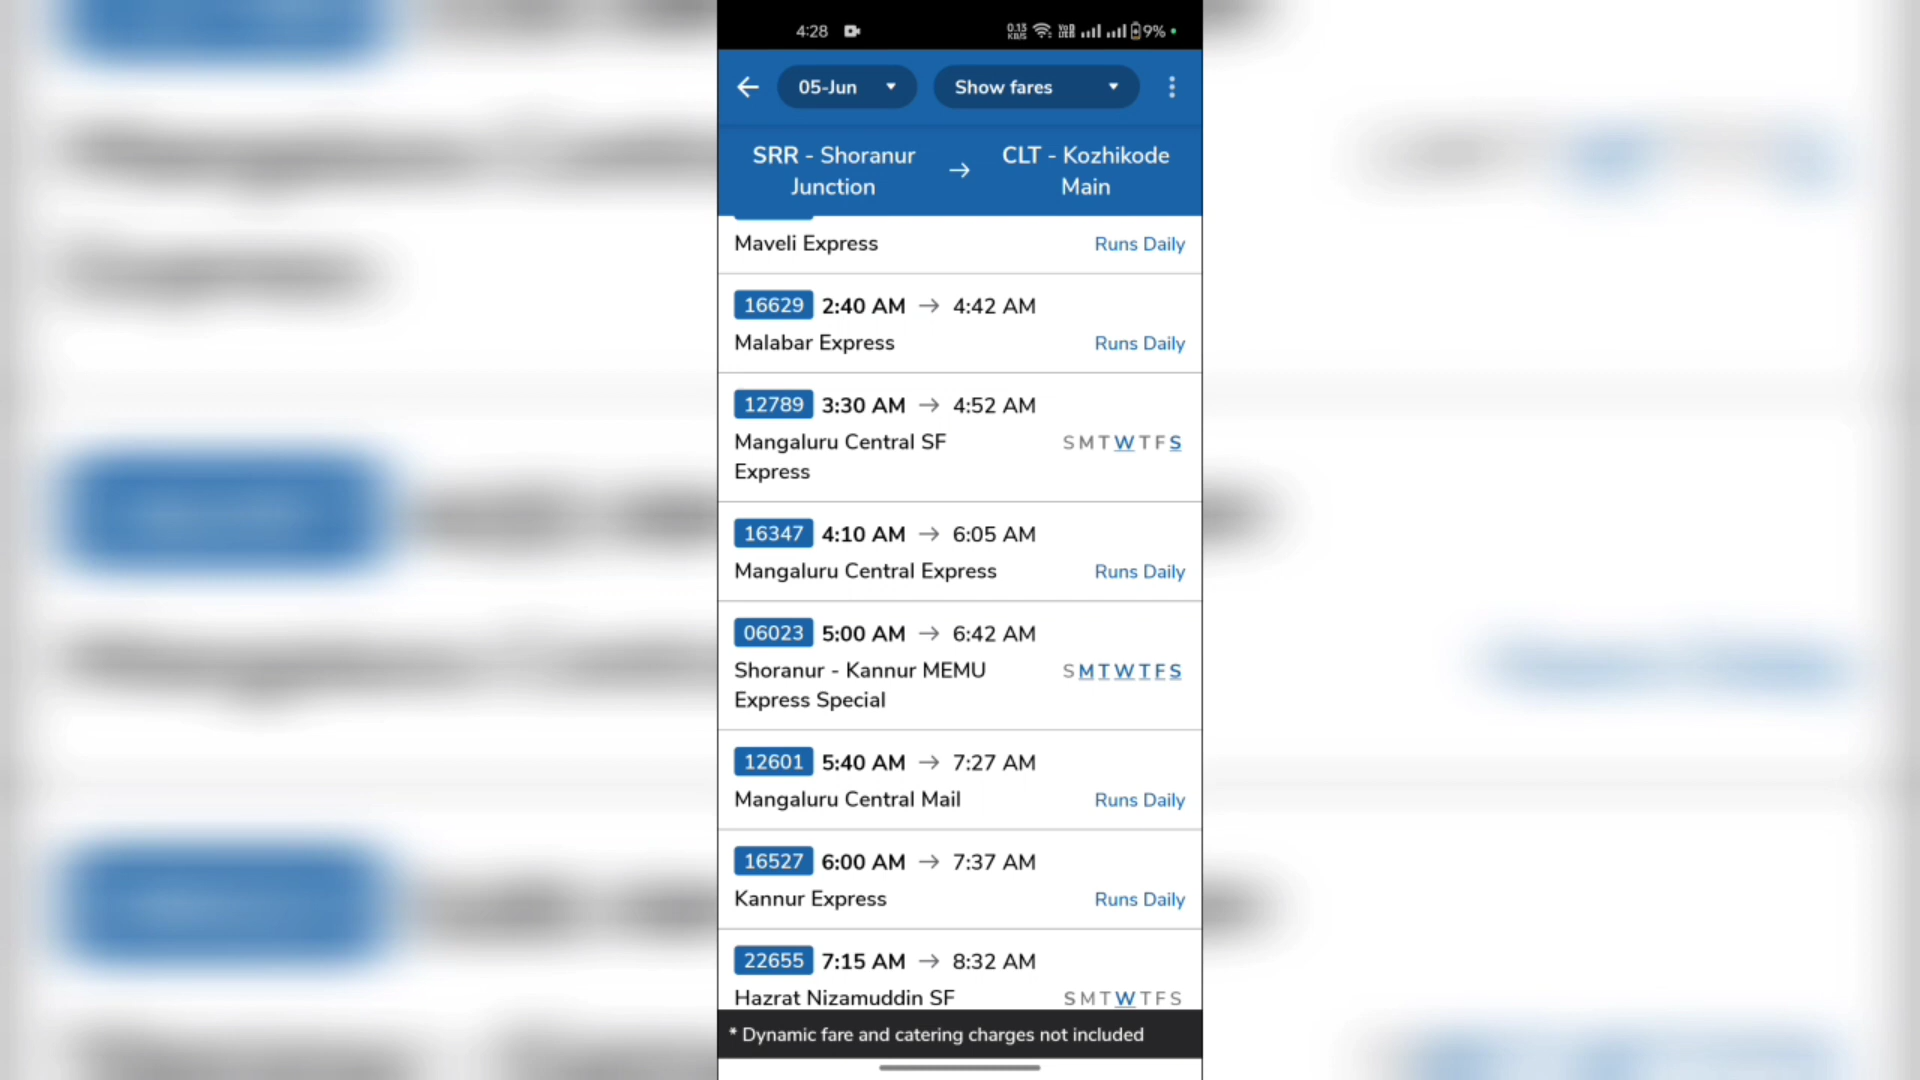 4:28 0.13 KB/S 9%
05-Jun Show fares
SRR - Shoranur Junction → CLT - Kozhikode Main
Maveli Express Runs Daily
16629 2:40 AM → 4:42 AM
Malabar Express Runs Daily
12789 3:30 AM → 4:52 AM
Mangaluru Central SF S M T W T F S
Express
16347 4:10 AM → 6:05 AM
Mangaluru Central Express Runs Daily
06023 5:00 AM → 6:42 AM
Shoranur - Kannur MEMU S M T W T F S
Express Special
12601 5:40 AM → 7:27 AM
Mangaluru Central Mail Runs Daily
16527 6:00 AM → 7:37 AM
Kannur Express Runs Daily
22655 7:15 AM → 8:32 AM
Hazrat Nizamuddin SF S M T W T F S
* Dynamic fare and catering charges not included